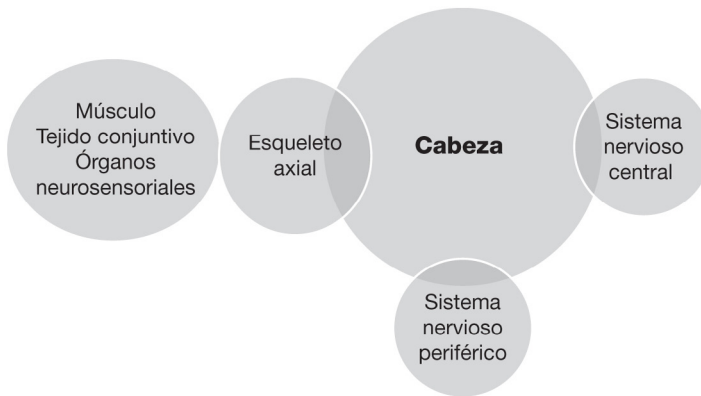 Músculo
Tejido conjuntivo
Órganos
neurosensoriales
Esqueleto
axial
Cabeza
Sistema
nervioso
central
Sistema
nervioso
periférico